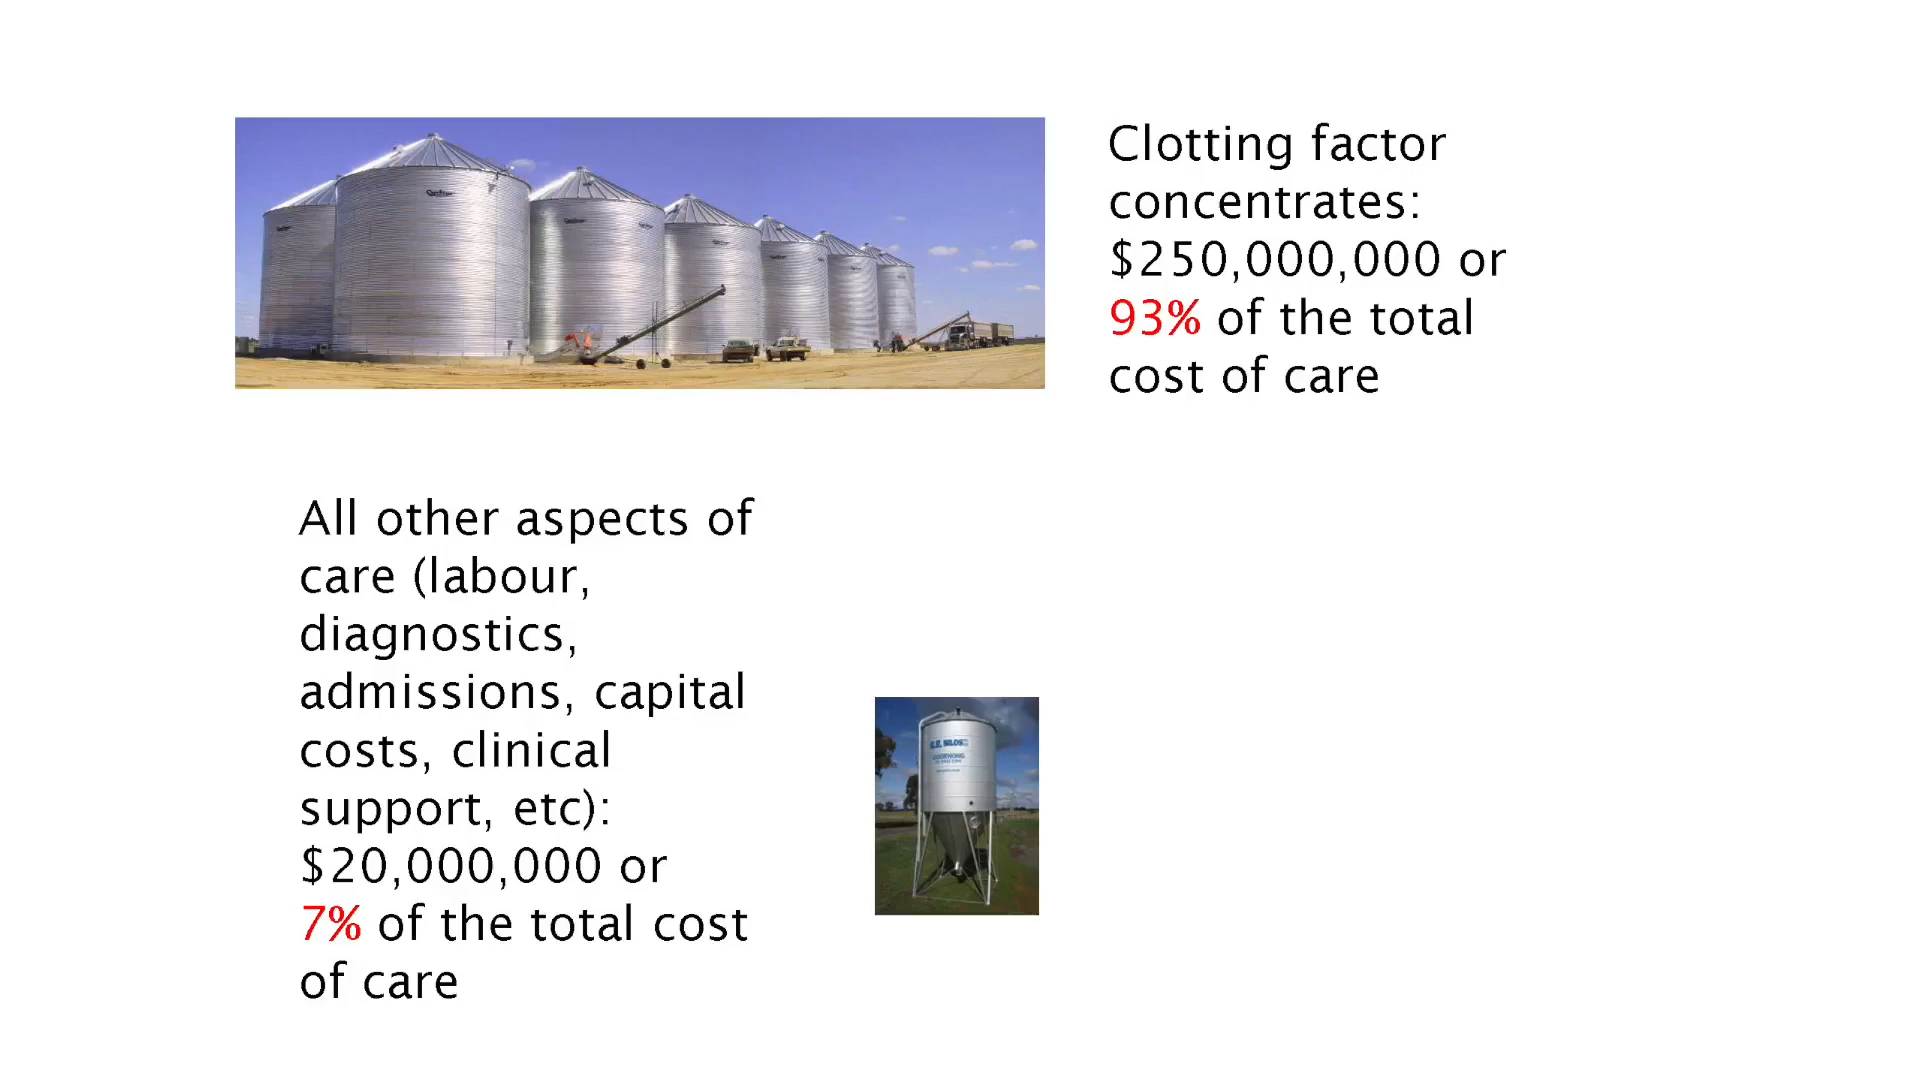 Clotting factor
concentrates:
$250,000,000 or
93% of the total
cost of care
All other aspects of
care (labour,
diagnostics,
admissions, capital
costs, clinical
support, etc):
$20,000,000 or
7% of the total cost
of care